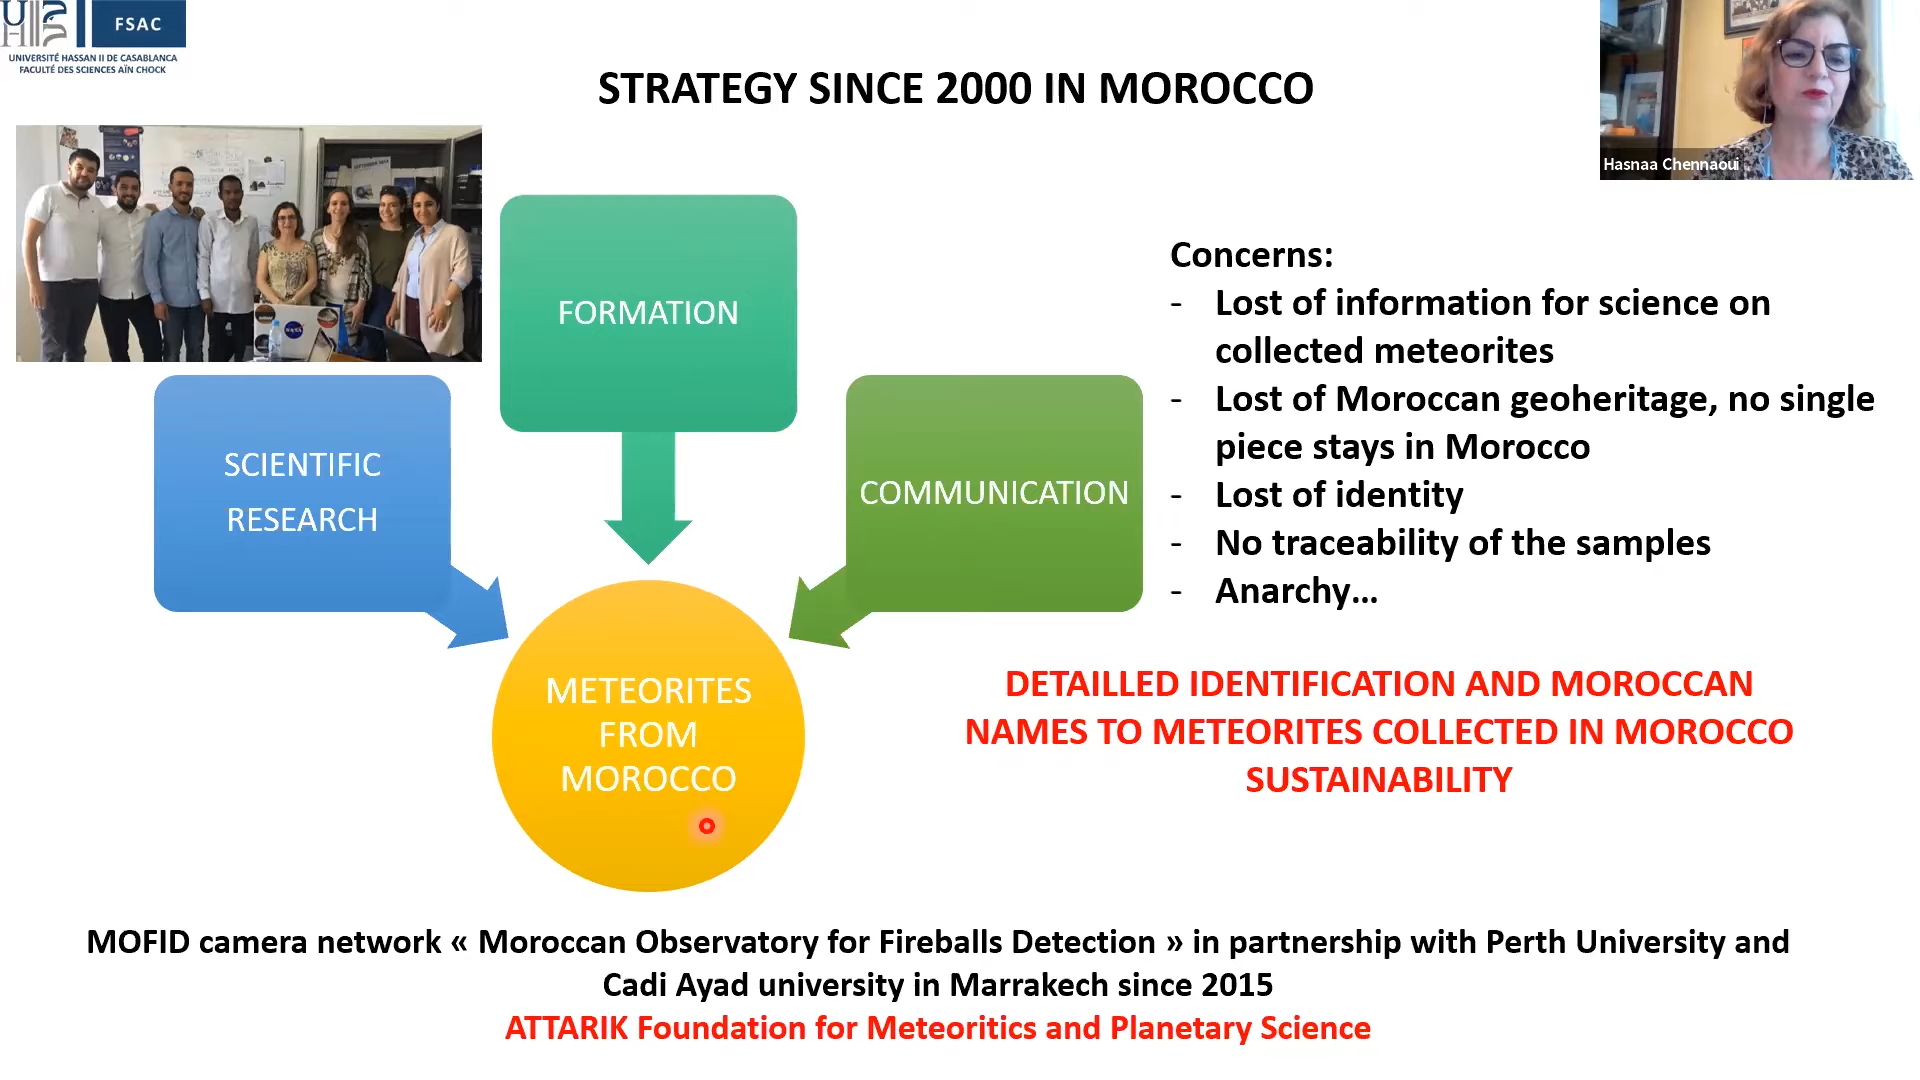 FSAC
UNIVERSITÉ HASSAN II DE CASABLANCA
FACULTÉ DES SCIENCES AÏN CHOCK
STRATEGY SINCE 2000 IN MOROCCO
Hasnaa Chennaoui
FORMATION
SCIENTIFIC
RESEARCH
COMMUNICATION
METEORITES
FROM
MOROCCO
Concerns:
- Lost of information for science on
collected meteorites
- Lost of Moroccan geoheritage, no single
piece stays in Morocco
- Lost of identity
- No traceability of the samples
- Anarchy…
DETAILLED IDENTIFICATION AND MOROCCAN
NAMES TO METEORITES COLLECTED IN MOROCCO
SUSTAINABILITY
MOFID camera network « Moroccan Observatory for Fireballs Detection » in partnership with Perth University and
Cadi Ayad university in Marrakech since 2015
ATTARIK Foundation for Meteoritics and Planetary Science